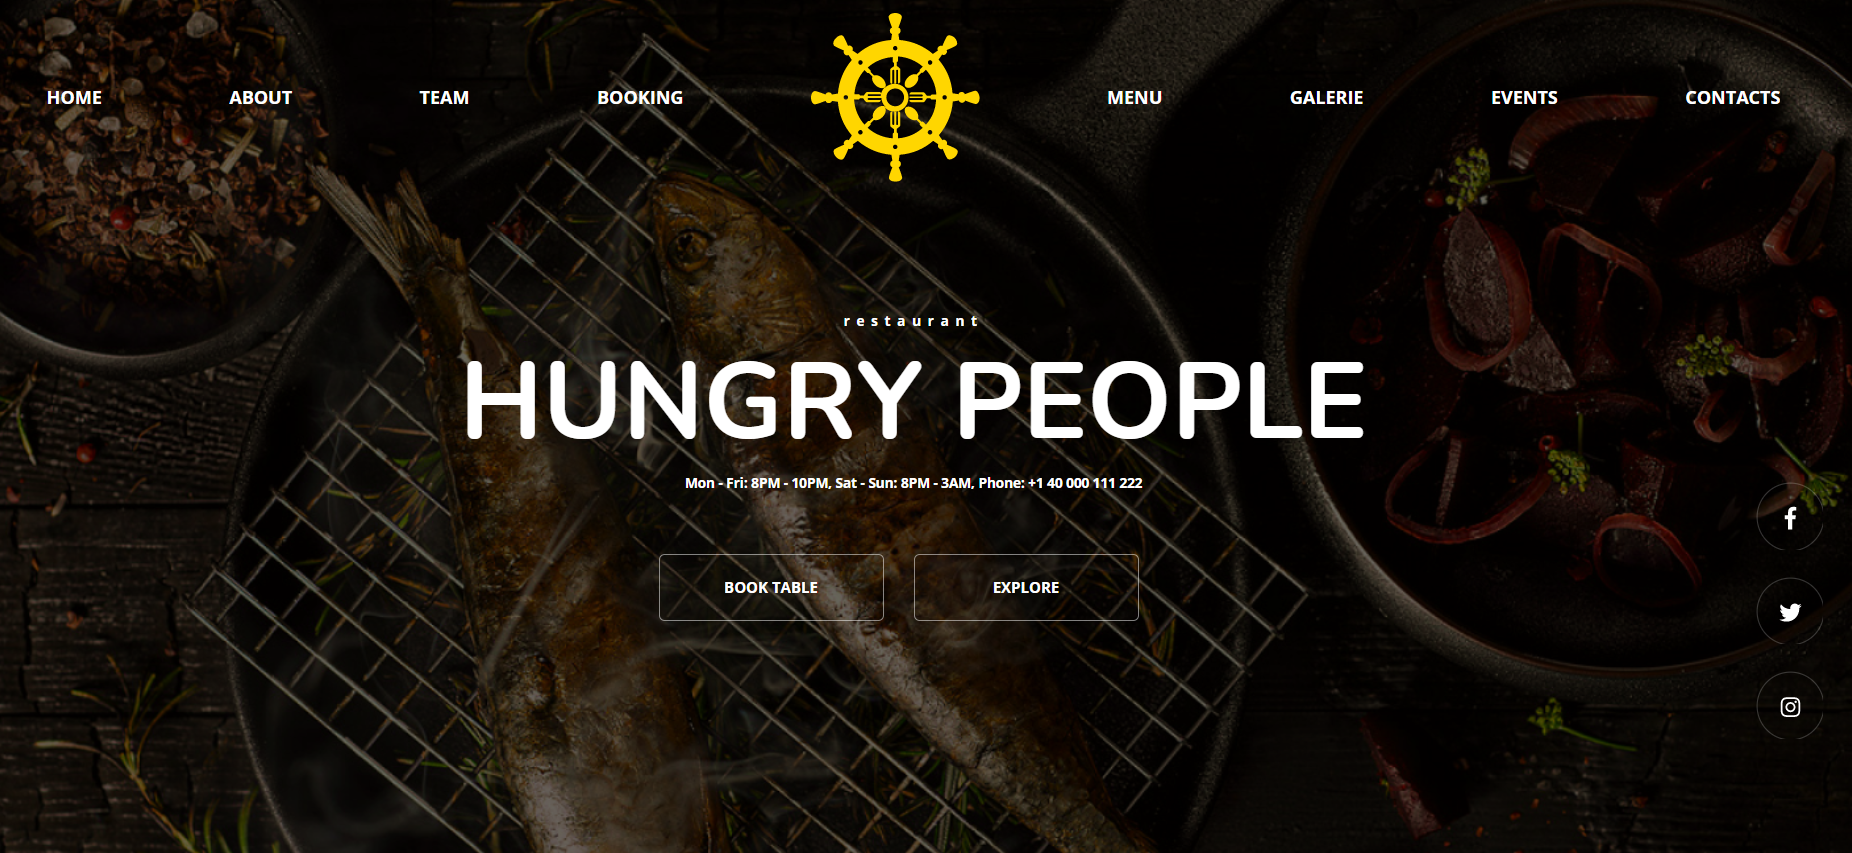 HOME ABOUT TEAM BOOKING MENU GALERIE EVENTS CONTACTS
restaurant
HUNGRY PEOPLE
Mon - Fri: 8PM - 10PM, Sat - Sun: 8PM - 3AM, Phone: +1 40 000 111 222
BOOK TABLE EXPLORE